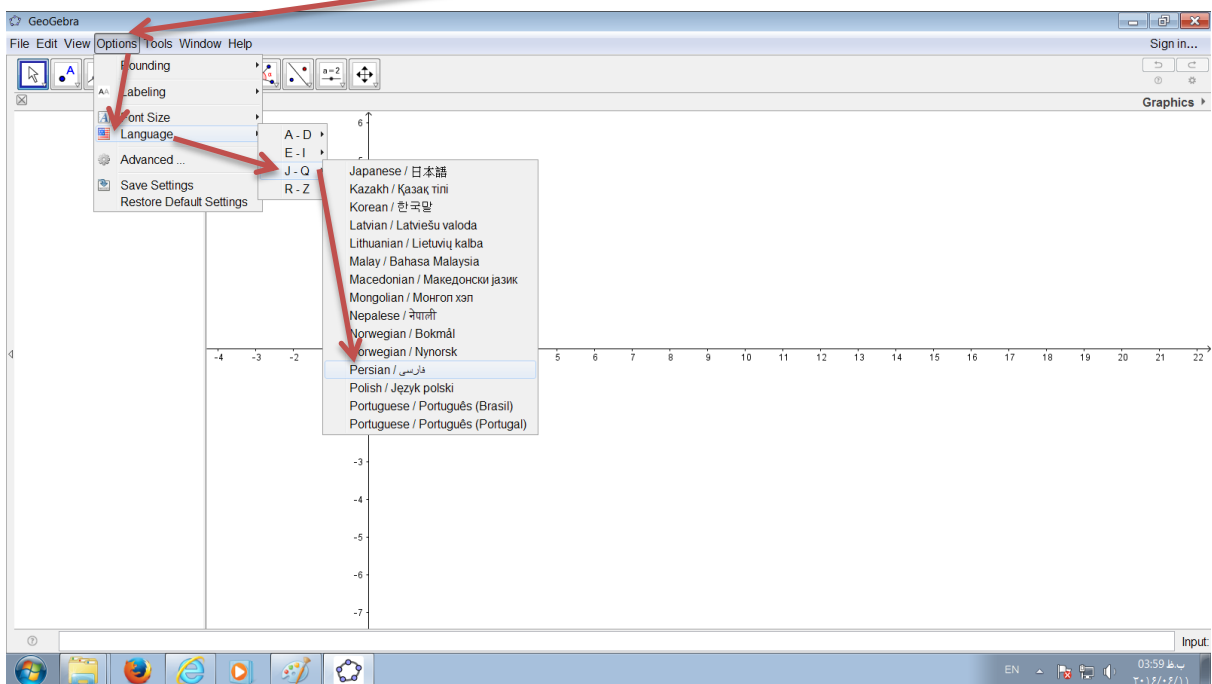 GeoGebra
File Edit View Options Tools Window Help
Sign in...
Rounding
AA Labeling
Font Size
Language
Advanced ...
Save Settings
Restore Default Settings
A - D
E - I
J - Q
R - Z
Japanese / 日本語
Kazakh / Қазақ тілі
Korean / 한국말
Latvian / Latviešu valoda
Lithuanian / Lietuvių kalba
Malay / Bahasa Malaysia
Macedonian / Македонски јазик
Mongolian / Монгол хэл
Nepalese / नेपाली
Norwegian / Bokmål
Norwegian / Nynorsk
Persian / فارسی
Polish / Język polski
Portuguese / Português (Brasil)
Portuguese / Português (Portugal)
A
a=2
Graphics
6
-4 -3 -2 5 6 7 8 9 10 11 12 13 14 15 16 17 18 19 20 21 22
-3
-4
-5
-6
-7
Input:
EN
03:59 ب.ظ
۲۰۱۶/۰۶/۱۱